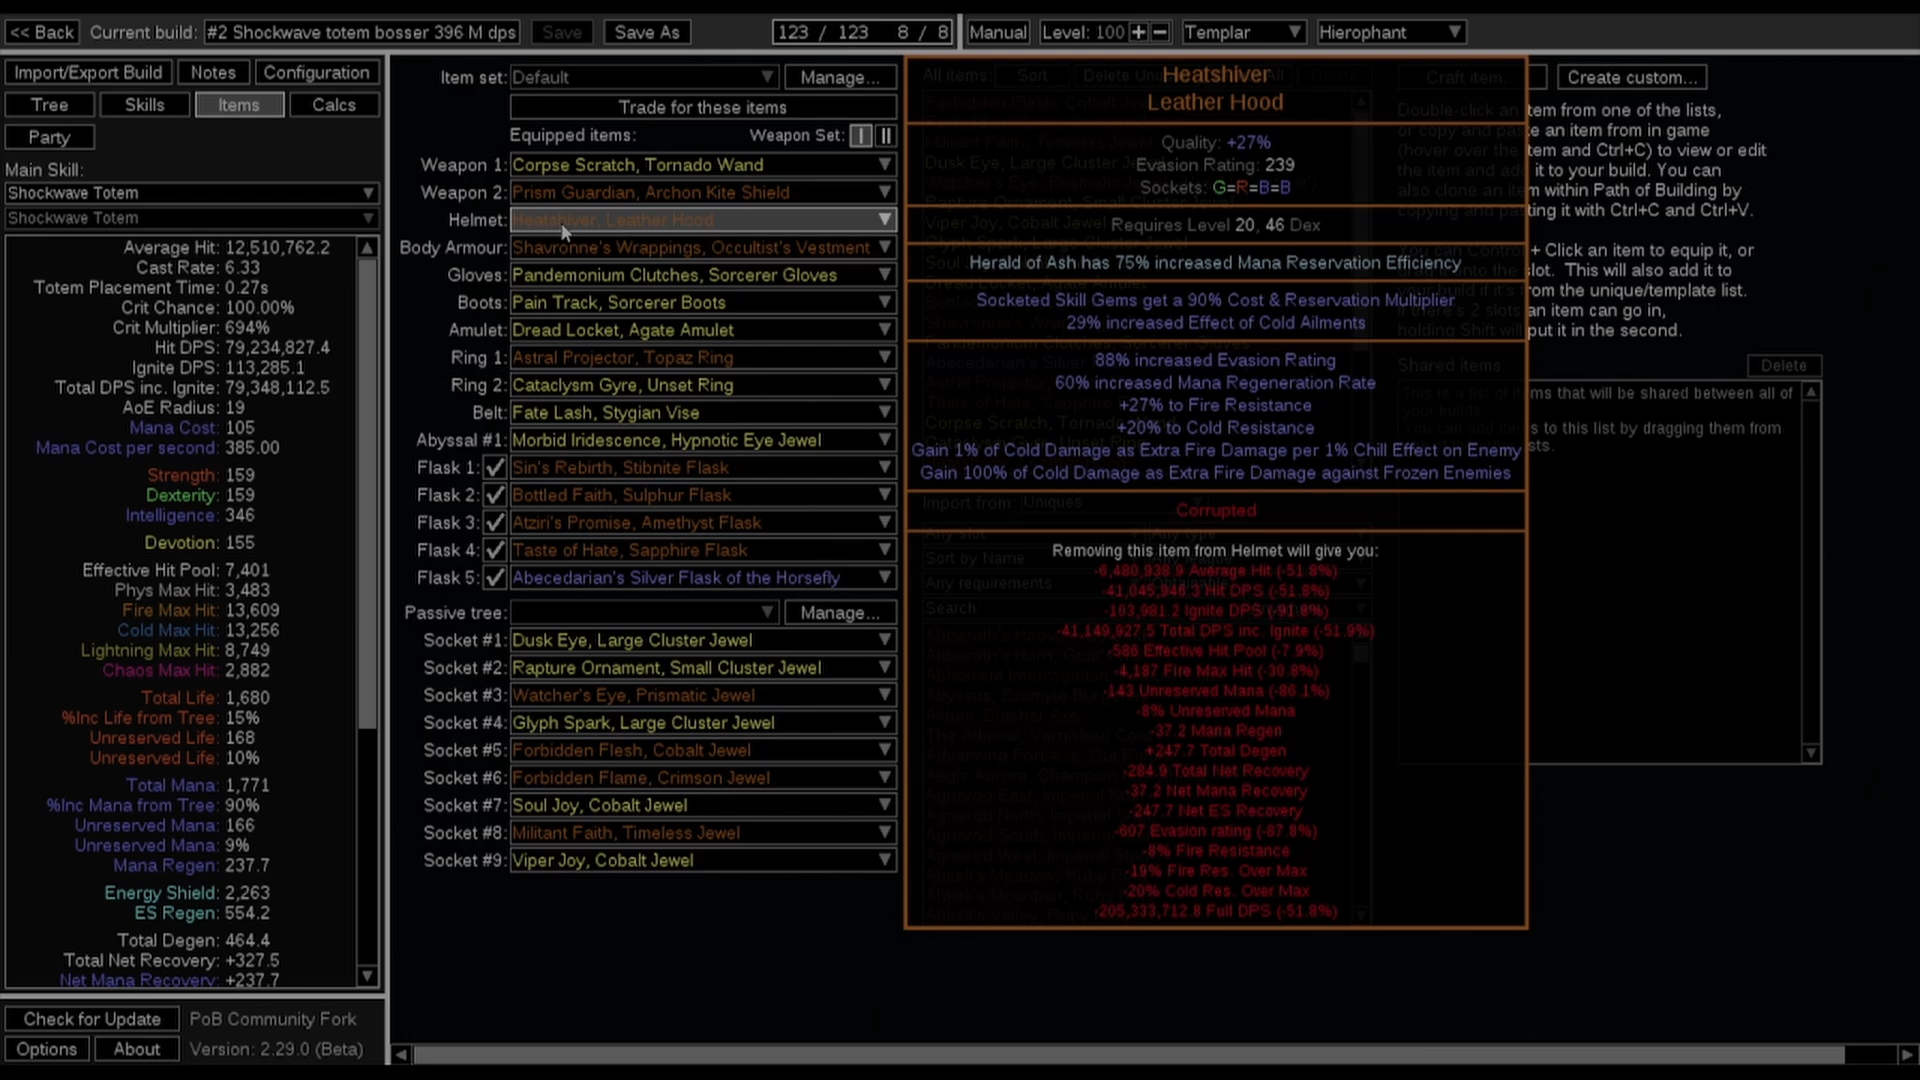 << Back Current build: #2 Shockwave totem bosser 396 M dps Save Save As 123 / 123 8 / 8 Manual Level: 100 + - Templar Hierophant
Import/Export Build Notes Configuration
Tree Skills Items Calcs
Party
Main Skill:
Shockwave Totem
Shockwave Totem
Average Hit: 12,510,762.2
Cast Rate: 6.33
Totem Placement Time: 0.27s
Crit Chance: 100.00%
Crit Multiplier: 694%
Hit DPS: 79,234,827.4
Ignite DPS: 113,285.1
Total DPS inc. Ignite: 79,348,112.5
AoE Radius: 19
Mana Cost: 105
Mana Cost per second: 385.00
Strength: 159
Dexterity: 159
Intelligence: 346
Devotion: 155
Effective Hit Pool: 7,401
Phys Max Hit: 3,483
Fire Max Hit: 13,609
Cold Max Hit: 13,256
Lightning Max Hit: 8,749
Chaos Max Hit: 2,882
Total Life: 1,680
%Inc Life from Tree: 15%
Unreserved Life: 168
Unreserved Life: 10%
Total Mana: 1,771
%Inc Mana from Tree: 90%
Unreserved Mana: 166
Unreserved Mana: 9%
Mana Regen: 237.7
Energy Shield: 2,263
ES Regen: 554.2
Total Degen: 464.4
Total Net Recovery: +327.5
Net Mana Recovery: +237.7
Check for Update PoB Community Fork
Options About Version: 2.29.0 (Beta)
Item set: Default Manage...
Trade for these items
Equipped items: Weapon Set: I II
Weapon 1: Corpse Scratch, Tornado Wand
Weapon 2: Prism Guardian, Archon Kite Shield
Helmet: Heatshiver, Leather Hood
Body Armour: Shavronne's Wrappings, Occultist's Vestment
Gloves: Pandemonium Clutches, Sorcerer Gloves
Boots: Pain Track, Sorcerer Boots
Amulet: Dread Locket, Agate Amulet
Ring 1: Astral Projector, Topaz Ring
Ring 2: Cataclysm Gyre, Unset Ring
Belt: Fate Lash, Stygian Vise
Abyssal #1: Morbid Iridescence, Hypnotic Eye Jewel
Flask 1: Sin's Rebirth, Stibnite Flask
Flask 2: Bottled Faith, Sulphur Flask
Flask 3: Atziri's Promise, Amethyst Flask
Flask 4: Taste of Hate, Sapphire Flask
Flask 5: Abecedarian's Silver Flask of the Horsefly
Passive tree: Manage...
Socket #1: Dusk Eye, Large Cluster Jewel
Socket #2: Rapture Ornament, Small Cluster Jewel
Socket #3: Watcher's Eye, Prismatic Jewel
Socket #4: Glyph Spark, Large Cluster Jewel
Socket #5: Forbidden Flesh, Cobalt Jewel
Socket #6: Forbidden Flame, Crimson Jewel
Socket #7: Soul Joy, Cobalt Jewel
Socket #8: Militant Faith, Timeless Jewel
Socket #9: Viper Joy, Cobalt Jewel
Heatshiver
Leather Hood
Quality: +27%
Evasion Rating: 239
Sockets: G=R=B=B
Requires Level 20, 46 Dex
Herald of Ash has 75% increased Mana Reservation Efficiency
Socketed Skill Gems get a 90% Cost & Reservation Multiplier
29% increased Effect of Cold Ailments
88% increased Evasion Rating
60% increased Mana Regeneration Rate
+27% to Fire Resistance
+20% to Cold Resistance
Gain 1% of Cold Damage as Extra Fire Damage per 1% Chill Effect on Enemy
Gain 100% of Cold Damage as Extra Fire Damage against Frozen Enemies
Corrupted
Removing this item from Helmet will give you:
-6,480,938.9 Average Hit (-51.8%)
-41,045,946.3 Hit DPS (-51.8%)
-103,981.2 Ignite DPS (-91.8%)
-41,149,927.5 Total DPS inc. Ignite (-51.9%)
-586 Effective Hit Pool (-7.9%)
-4,187 Fire Max Hit (-30.8%)
-143 Unreserved Mana (-86.1%)
-8% Unreserved Mana
-37.2 Mana Regen
+247.7 Total Degen
-284.9 Total Net Recovery
-37.2 Net Mana Recovery
-247.7 Net ES Recovery
-607 Evasion rating (-87.8%)
-8% Fire Resistance
-19% Fire Res. Over Max
-20% Cold Res. Over Max
-205,333,712.8 Full DPS (-51.8%)
Craft item... Create custom...
Double-click an item from one of the lists,
or copy and paste an item from in game
(hover over the item and Ctrl+C) to view or edit
the item and add it to your build. You can
also clone an item within Path of Building by
copying and pasting it with Ctrl+C and Ctrl+V.
You can Control + Click an item to equip it, or
drag it onto the slot. This will also add it to
your build if it's from the unique/template list.
If there's 2 slots an item can go in,
holding Shift will put it in the second.
Shared items Delete
This is a list of items that will be shared between all of
your builds.
You can add items to this list by dragging them from